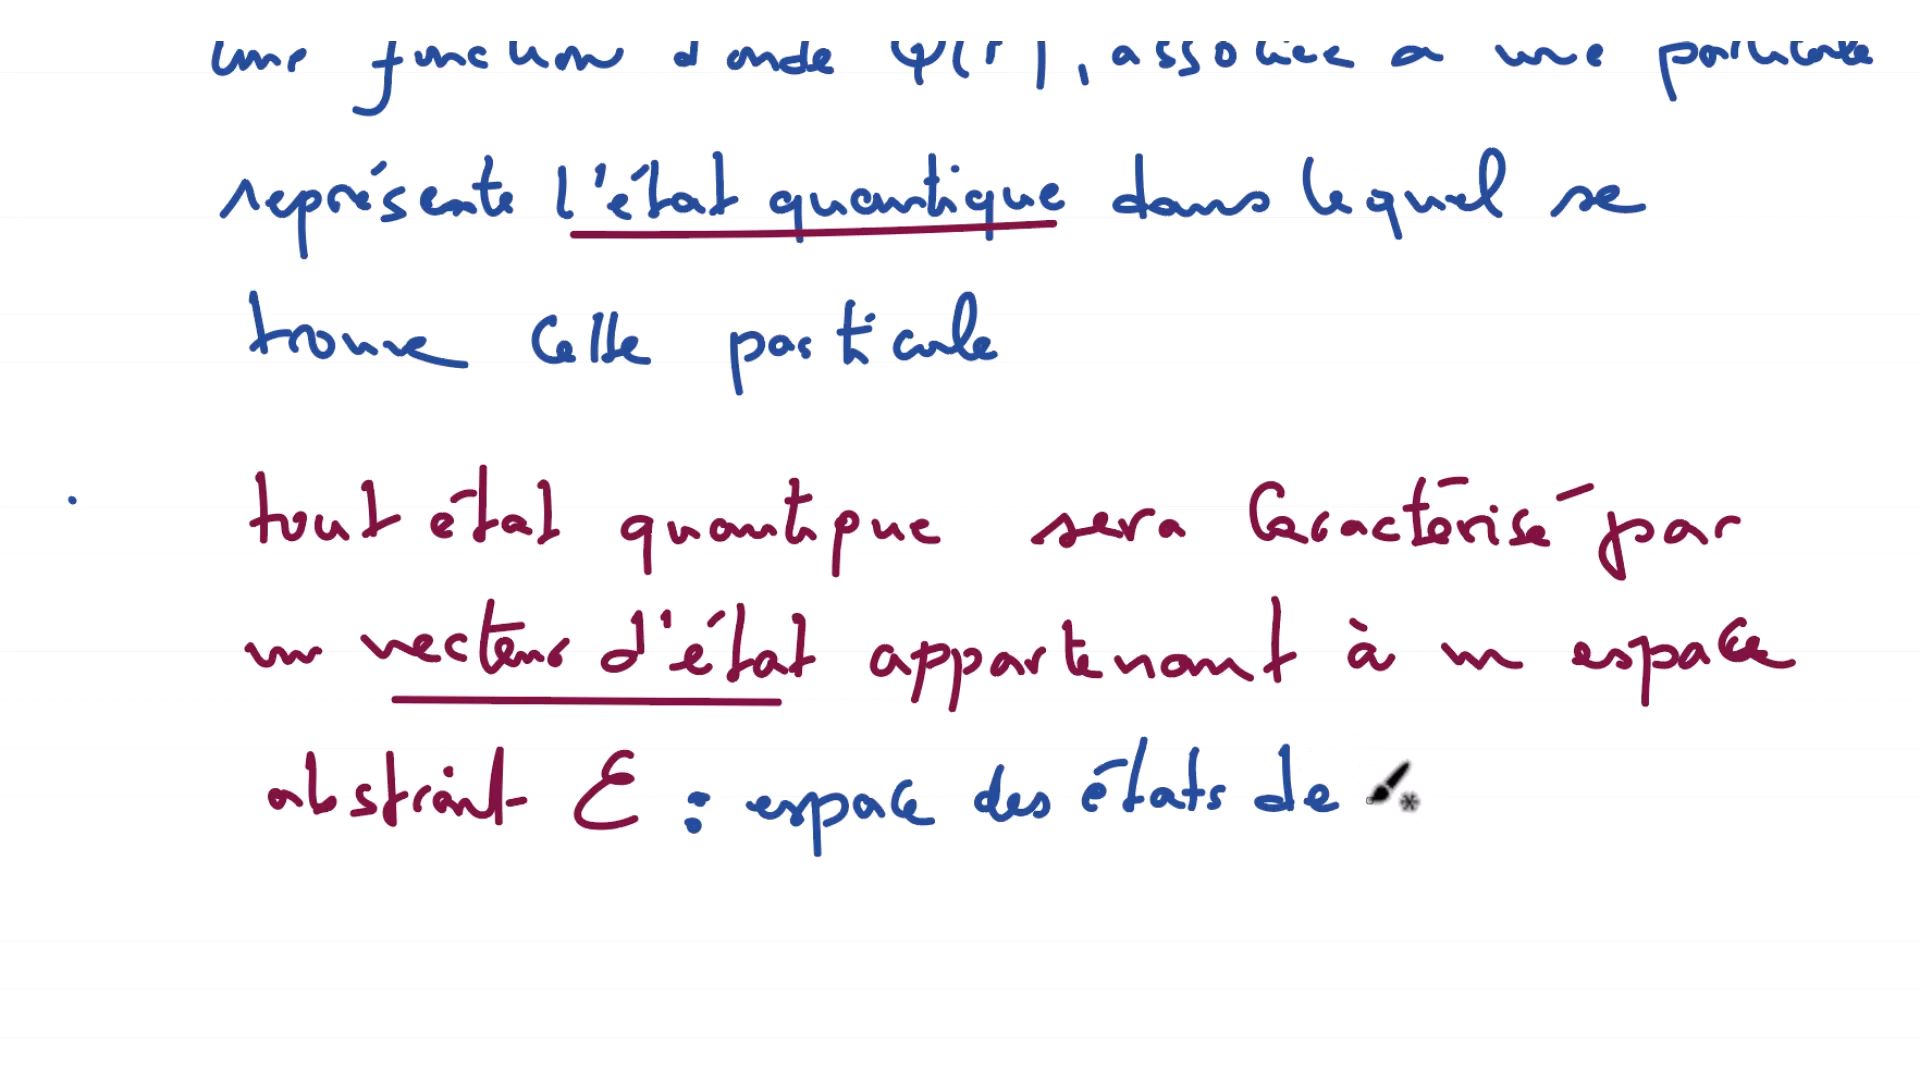 une fonction d'onde Ψ(r), associée à une particule
représente l'état quantique dans lequel se
trouve cette particule
tout état quantique sera caractérisé par
un vecteur d'état appartenant à un espace
abstrait ℰ : espace des états de